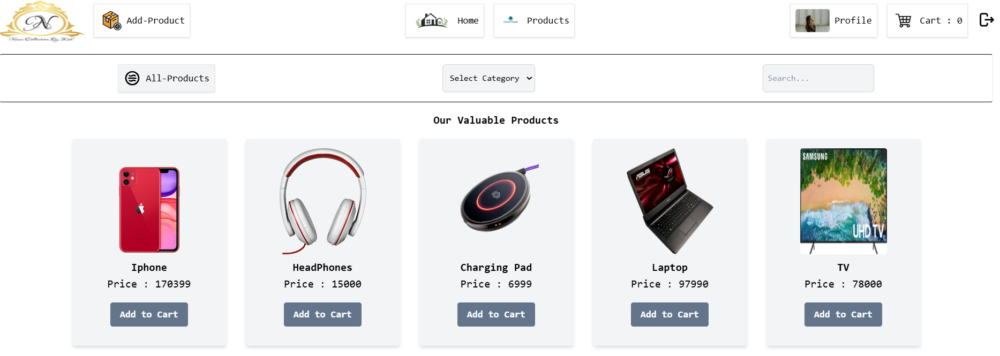 Add-Product
Home
Products
Profile
Cart : 0
All-Products
Select Category
Search...
Our Valuable Products
ASUS
SAMSUNG
UHD TV
Iphone
HeadPhones
Charging Pad
Laptop
TV
Price : 170399
Price : 15000
Price : 6999
Price : 97990
Price : 78000
Add to Cart
Add to Cart
Add to Cart
Add to Cart
Add to Cart